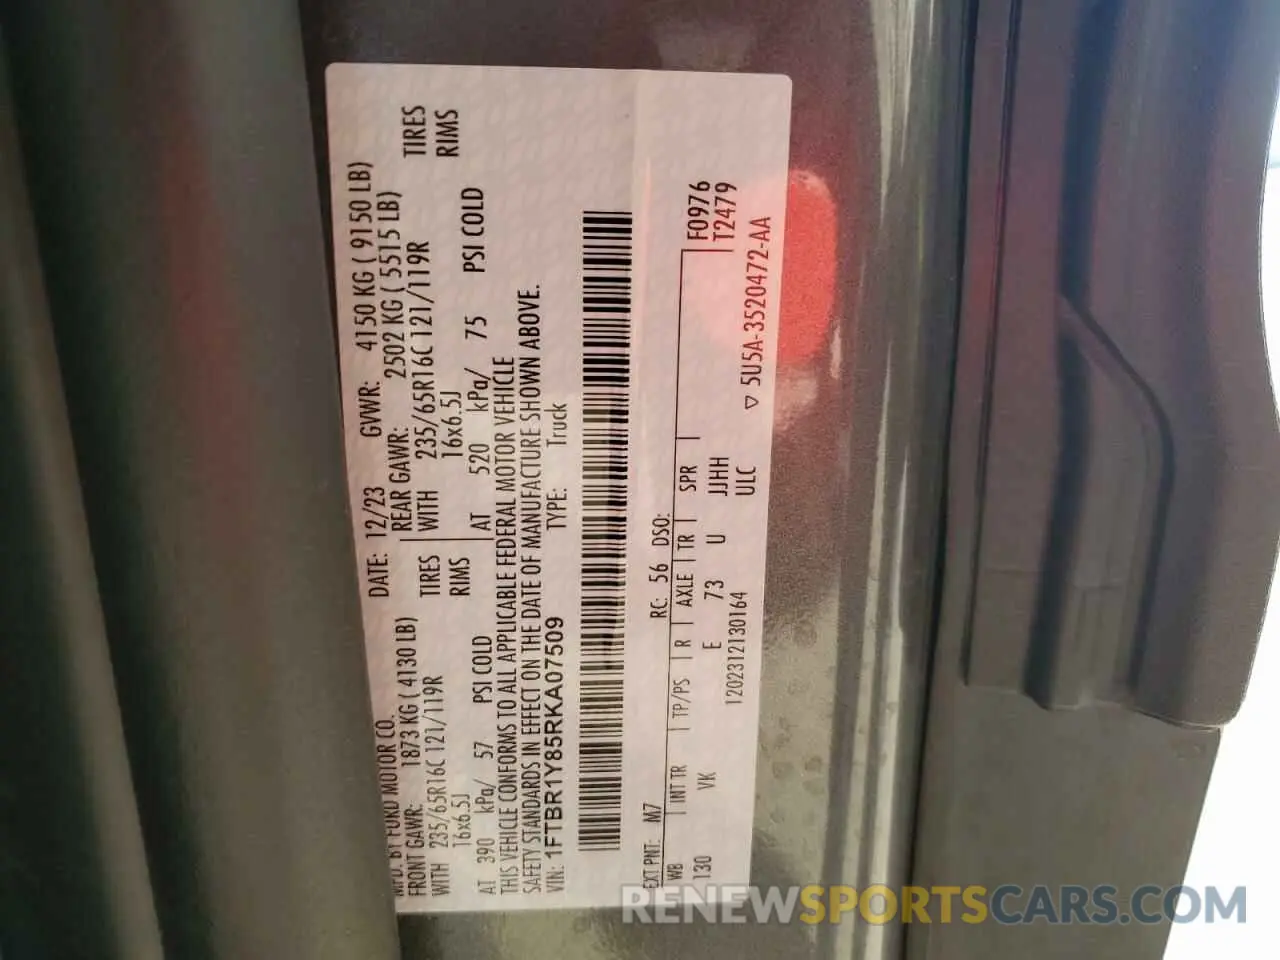 MFD. BY FORD MOTOR CO.
DATE: 12/23 GVWR: 4150 KG ( 9150 LB)
FRONT GAWR: 1873 KG ( 4130 LB) REAR GAWR: 2502 KG ( 5515 LB)
WITH 235/65R16C 121/119R TIRES WITH 235/65R16C 121/119R TIRES
16x6.5J RIMS 16x6.5J RIMS
AT 390 kPa/ 57 PSI COLD AT 520 kPa/ 75 PSI COLD
THIS VEHICLE CONFORMS TO ALL APPLICABLE FEDERAL MOTOR VEHICLE
SAFETY STANDARDS IN EFFECT ON THE DATE OF MANUFACTURE SHOWN ABOVE.
VIN: 1FTBR1Y85RKA07509 TYPE: Truck
EXT PNT: M7 RC: 56 DSO:
WB INT TR TP/PS R AXLE TR SPR F0976
130 VK E 73 U JJHH T2479
1202312130164 ULC
▽ 5U5A-3520472-AA
RENEWSPORTSCARS.COM